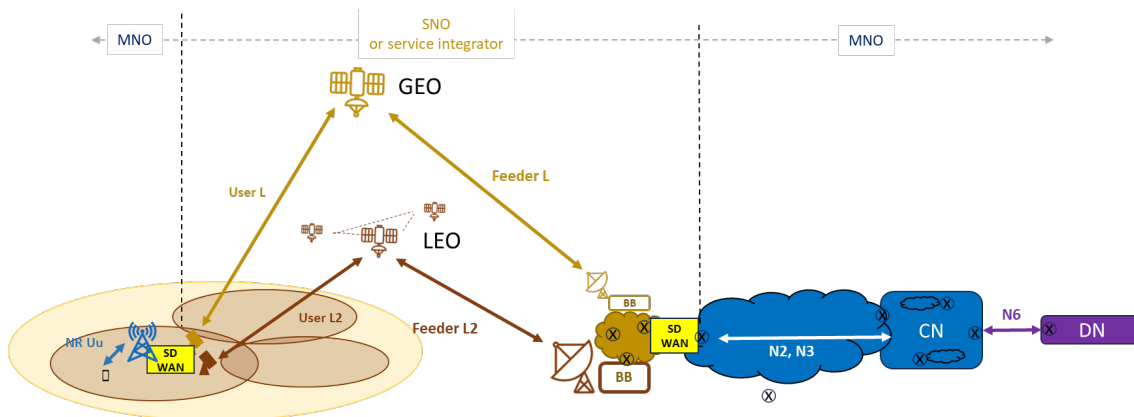 MNO
SNO
or service integrator
MNO
GEO
User L
Feeder L
LEO
User L2
Feeder L2
NR Uu
SD
WAN
BB
SD
WAN
BB
X
X
X
X
N2, N3
X
X
CN
X
X
X
N6
X
DN
X